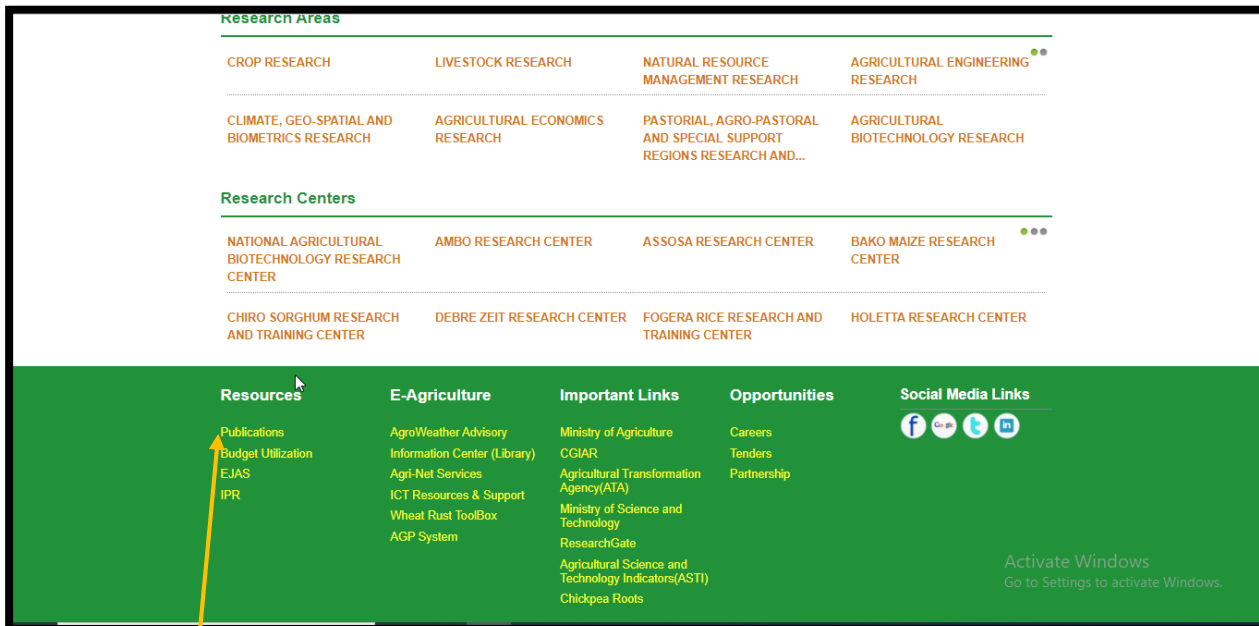 Research Areas
CROP RESEARCH
LIVESTOCK RESEARCH
NATURAL RESOURCE
MANAGEMENT RESEARCH
AGRICULTURAL ENGINEERING
RESEARCH
CLIMATE, GEO-SPATIAL AND
BIOMETRICS RESEARCH
AGRICULTURAL ECONOMICS
RESEARCH
PASTORIAL, AGRO-PASTORAL
AND SPECIAL SUPPORT
REGIONS RESEARCH AND...
AGRICULTURAL
BIOTECHNOLOGY RESEARCH
Research Centers
NATIONAL AGRICULTURAL
BIOTECHNOLOGY RESEARCH
CENTER
AMBO RESEARCH CENTER
ASSOSA RESEARCH CENTER
BAKO MAIZE RESEARCH
CENTER
CHIRO SORGHUM RESEARCH
AND TRAINING CENTER
DEBRE ZEIT RESEARCH CENTER
FOGERA RICE RESEARCH AND
TRAINING CENTER
HOLETTA RESEARCH CENTER
Resources
Publications
Budget Utilization
EJAS
IPR
E-Agriculture
AgroWeather Advisory
Information Center (Library)
Agri-Net Services
ICT Resources & Support
Wheat Rust ToolBox
AGP System
Important Links
Ministry of Agriculture
CGIAR
Agricultural Transformation
Agency(ATA)
Ministry of Science and
Technology
ResearchGate
Agricultural Science and
Technology Indicators(ASTI)
Chickpea Roots
Opportunities
Careers
Tenders
Partnership
Social Media Links
f
Google
t
in
Activate Windows
Go to Settings to activate Windows.